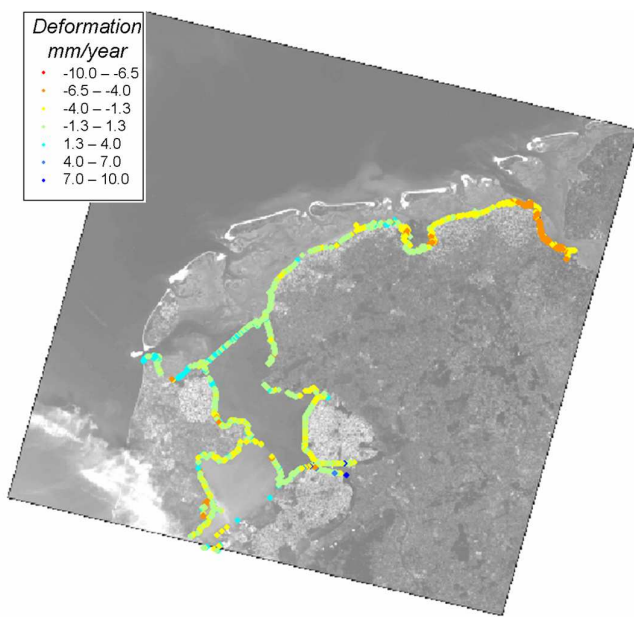 Deformation
mm/year
-10.0 – -6.5
-6.5 – -4.0
-4.0 – -1.3
-1.3 – 1.3
1.3 – 4.0
4.0 – 7.0
7.0 – 10.0